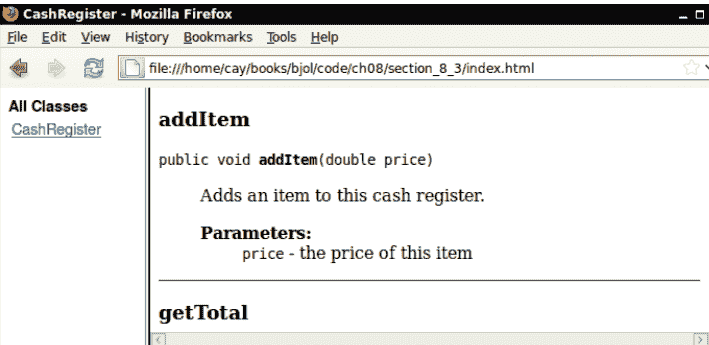 CashRegister - Mozilla Firefox
File Edit View History Bookmarks Tools Help
file:///home/cay/books/bjol/code/ch08/section_8_3/index.html
All Classes
CashRegister
addItem
public void addItem(double price)
Adds an item to this cash register.
Parameters:
price - the price of this item
getTotal